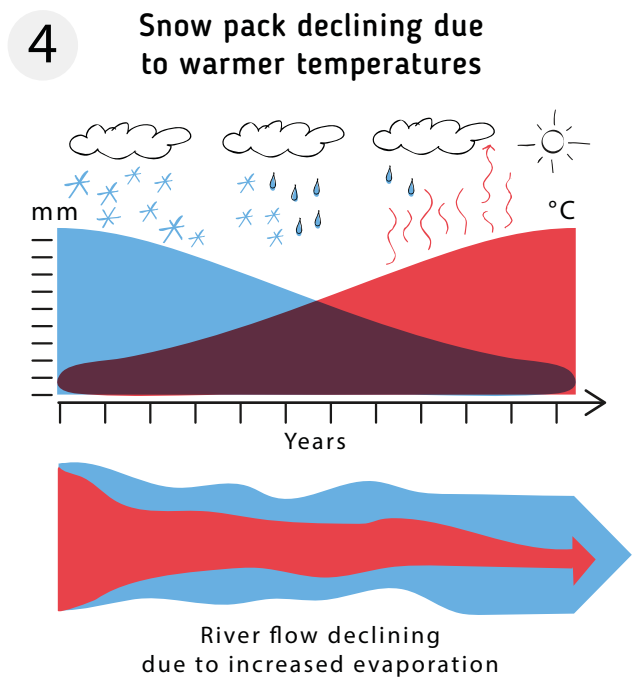 4
Snow pack declining due
to warmer temperatures
mm
°C
Years
River flow declining
due to increased evaporation